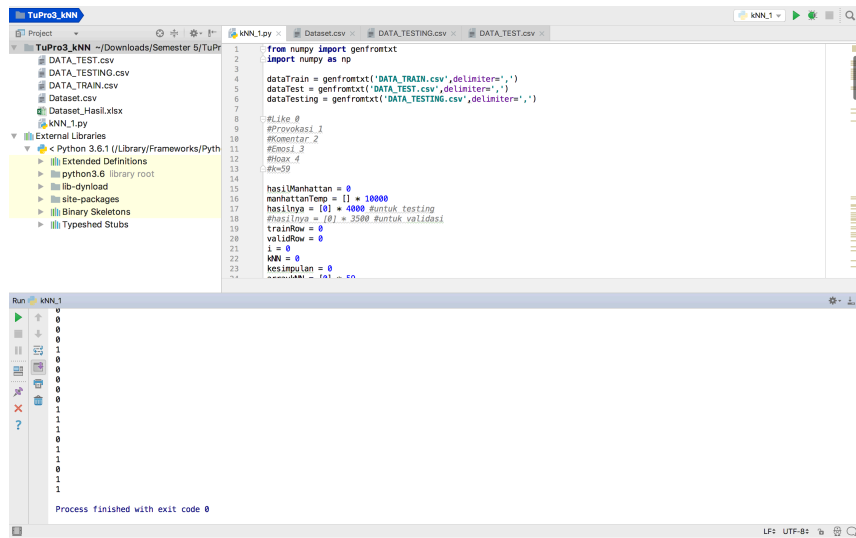 TuPro3_kNN
kNN_1
Project
kNN_1.py
Dataset.csv
DATA_TESTING.csv
DATA_TEST.csv
TuPro3_kNN ~/Downloads/Semester 5/TuPr
DATA_TEST.csv
DATA_TESTING.csv
DATA_TRAIN.csv
Dataset.csv
Dataset_Hasil.xlsx
kNN_1.py
External Libraries
< Python 3.6.1 (/Library/Frameworks/Pyth
Extended Definitions
python3.6 library root
lib-dynload
site-packages
Binary Skeletons
Typeshed Stubs
1 from numpy import genfromtxt
2 import numpy as np
3
4 dataTrain = genfromtxt('DATA_TRAIN.csv',delimiter=',')
5 dataTest = genfromtxt('DATA_TEST.csv',delimiter=',')
6 dataTesting = genfromtxt('DATA_TESTING.csv',delimiter=',')
7
8 #Like 0
9 #Provokasi 1
10 #Komentar 2
11 #Emosi 3
12 #Hoax 4
13 #k=59
14
15 hasilManhattan = 0
16 manhattanTemp = [] * 10000
17 hasilnya = [0] * 4000 #untuk testing
18 #hasilnya = [0] * 3500 #untuk validasi
19 trainRow = 0
20 validRow = 0
21 i = 0
22 kNN = 0
23 kesimpulan = 0
24 arraykNN = [0] * 59
Run kNN_1
0
0
0
0
1
0
0
0
0
0
1
1
1
0
1
1
0
1
1
Process finished with exit code 0
LF÷ UTF-8÷